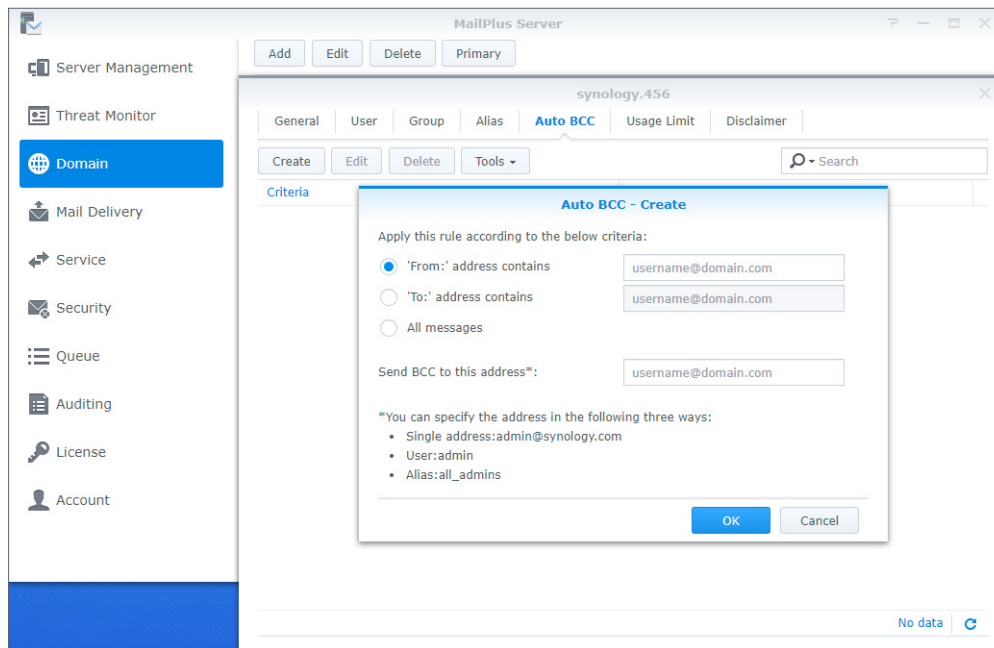 MailPlus Server
Server Management
Threat Monitor
Domain
Mail Delivery
Service
Security
Queue
Auditing
License
Account
Add Edit Delete Primary
synology.456
General User Group Alias Auto BCC Usage Limit Disclaimer
Create Edit Delete Tools Search
Criteria
Auto BCC - Create
Apply this rule according to the below criteria:
'From:' address contains username@domain.com
'To:' address contains username@domain.com
All messages
Send BCC to this address*: username@domain.com
*You can specify the address in the following three ways:
• Single address:admin@synology.com
• User:admin
• Alias:all_admins
OK Cancel
No data